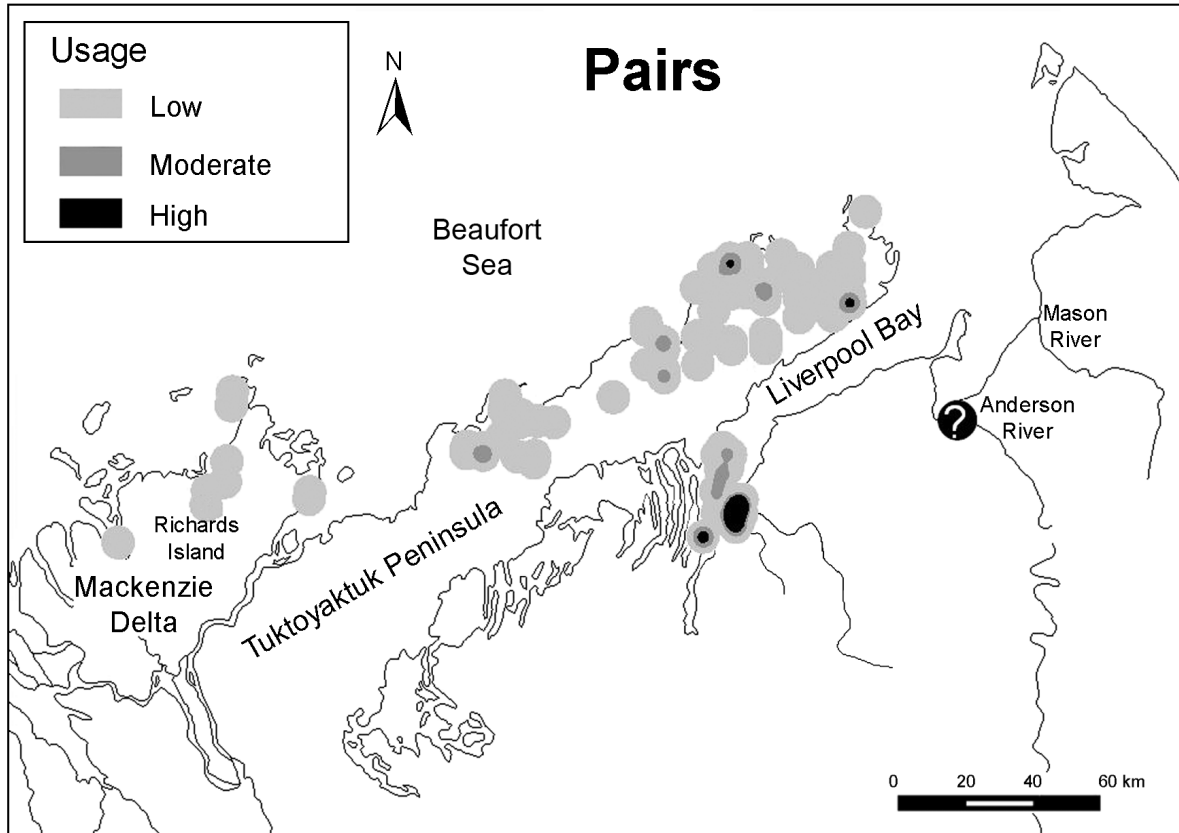 Usage
Low
Moderate
High
N
Pairs
Beaufort
Sea
Liverpool Bay
Mason
River
Anderson
River
?
Richards
Island
Mackenzie
Delta
Tuktoyaktuk Peninsula
0 20 40 60 km